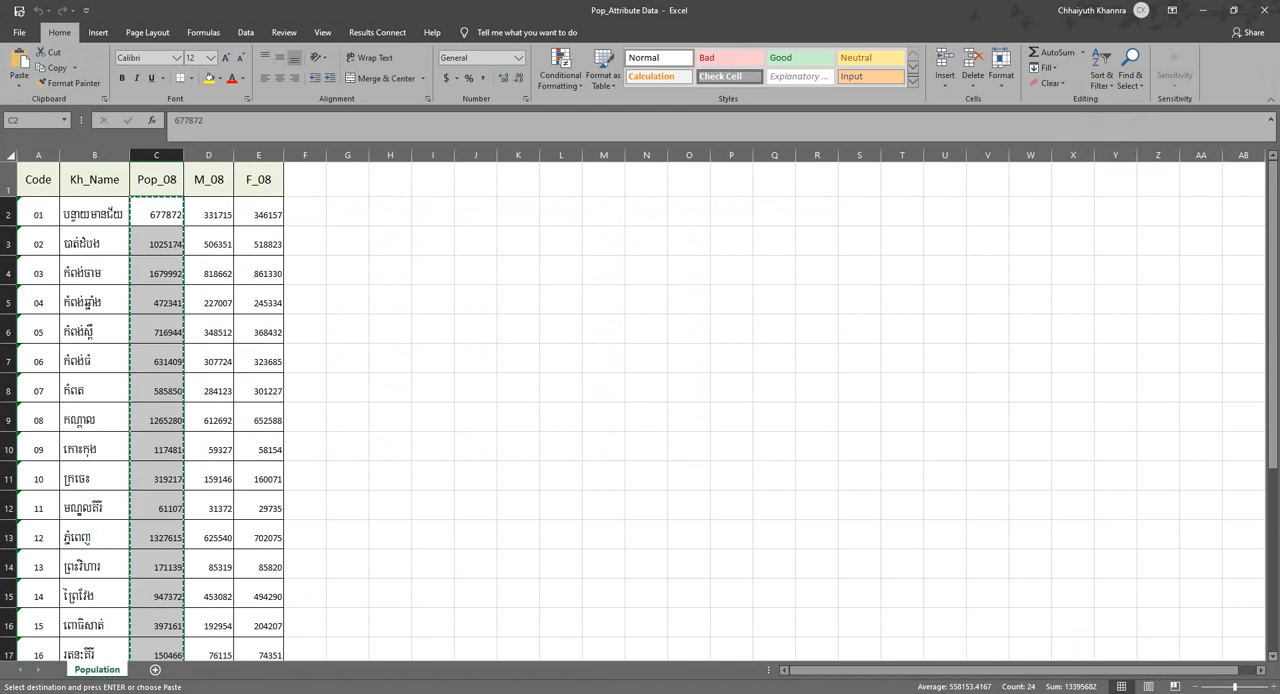 Pop_Attribute Data - Excel
Chhaiyuth Khannra CK
File Home Insert Page Layout Formulas Data Review View Results Connect Help Tell me what you want to do Share
Paste Cut Copy Format Painter Clipboard
Calibri 12 B I U A Font
Wrap Text Merge & Center Alignment
General $ % , Number
Conditional Formatting Format as Table
Normal Bad Good Neutral
Calculation Check Cell Explanatory ... Input
Styles
Insert Delete Format Cells
AutoSum Fill Clear Sort & Filter Find & Select Editing
Sensitivity Sensitivity
C2 fx 677872
A B C D E F G H I J K L M N O P Q R S T U V W X Y Z AA AB
1 Code Kh_Name Pop_08 M_08 F_08
2 01 បន្ទាយមានជ័យ 677872 331715 346157
3 02 បាត់ដំបង 1025174 506351 518823
4 03 កំពង់ចាម 1679992 818662 861330
5 04 កំពង់ឆ្នាំង 472341 227007 245334
6 05 កំពង់ស្ពឺ 716944 348512 368432
7 06 កំពង់ធំ 631409 307724 323685
8 07 កំពត 585850 284123 301227
9 08 កណ្ដាល 1265280 612692 652588
10 09 កោះកុង 117481 59327 58154
11 10 ក្រចេះ 319217 159146 160071
12 11 មណ្ឌលគីរី 61107 31372 29735
13 12 ភ្នំពេញ 1327615 625540 702075
14 13 ព្រះវិហារ 171139 85319 85820
15 14 ព្រៃវែង 947372 453082 494290
16 15 ពោធិសាត់ 397161 192954 204207
17 16 រតនះគីរី 150466 76115 74351
Population
Select destination and press ENTER or choose Paste Average: 558153.4167 Count: 24 Sum: 13395682